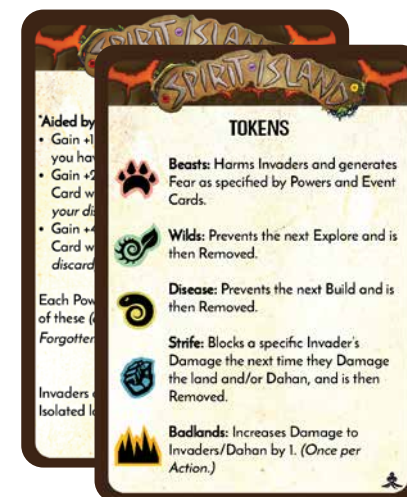 SPIRIT ISLA
"Aided by
• Gain +1
you hav
• Gain +2
Card w
your di
• Gain +4
Card w
discard
Each Pow
of these (
Forgotten
Invaders
Isolated l
SPIRIT ISLAND
TOKENS
Beasts: Harms Invaders and generates
Fear as specified by Powers and Event
Cards.
Wilds: Prevents the next Explore and is
then Removed.
Disease: Prevents the next Build and is
then Removed.
Strife: Blocks a specific Invader's
Damage the next time they Damage
the land and/or Dahan, and is then
Removed.
Badlands: Increases Damage to
Invaders/Dahan by 1. (Once per
Action.)